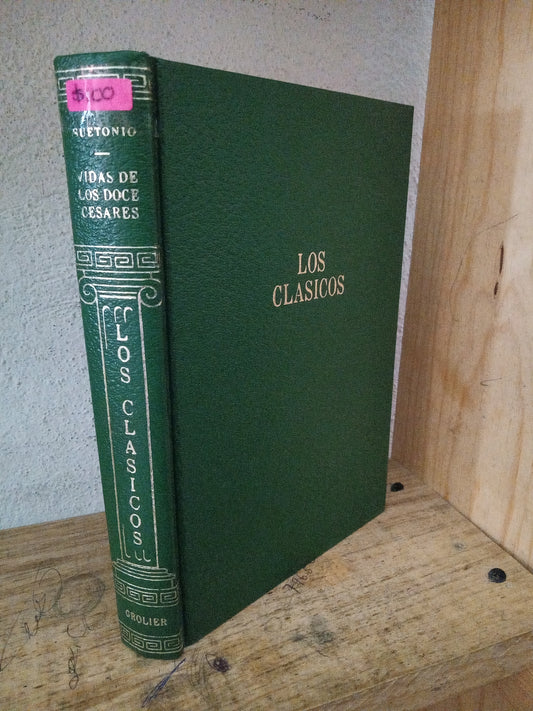 SUETONIO
VIDAS DE
LOS DOCE
CESARES
LOS CLASICOS
GROLIER
LOS
CLASICOS